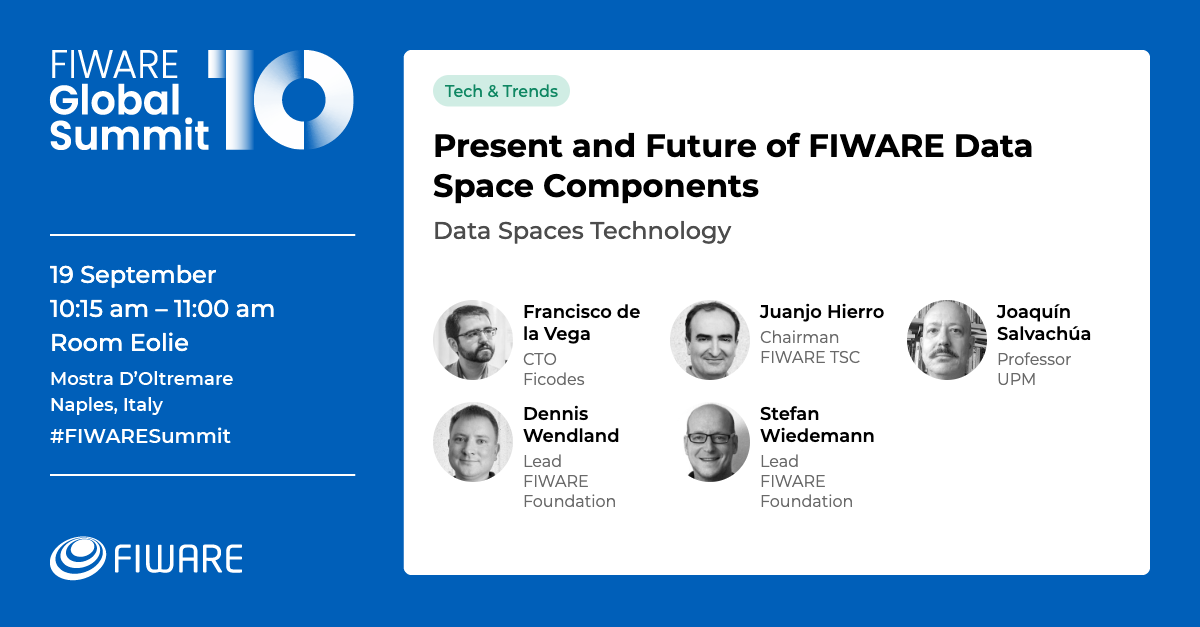 FIWARE
Global
Summit
10
19 September
10:15 am – 11:00 am
Room Eolie
Mostra D’Oltremare
Naples, Italy
#FIWARESummit
FIWARE
Tech & Trends
Present and Future of FIWARE Data
Space Components
Data Spaces Technology
Francisco de
la Vega
CTO
Ficodes
Juanjo Hierro
Chairman
FIWARE TSC
Joaquín
Salvachúa
Professor
UPM
Dennis
Wendland
Lead
FIWARE
Foundation
Stefan
Wiedemann
Lead
FIWARE
Foundation